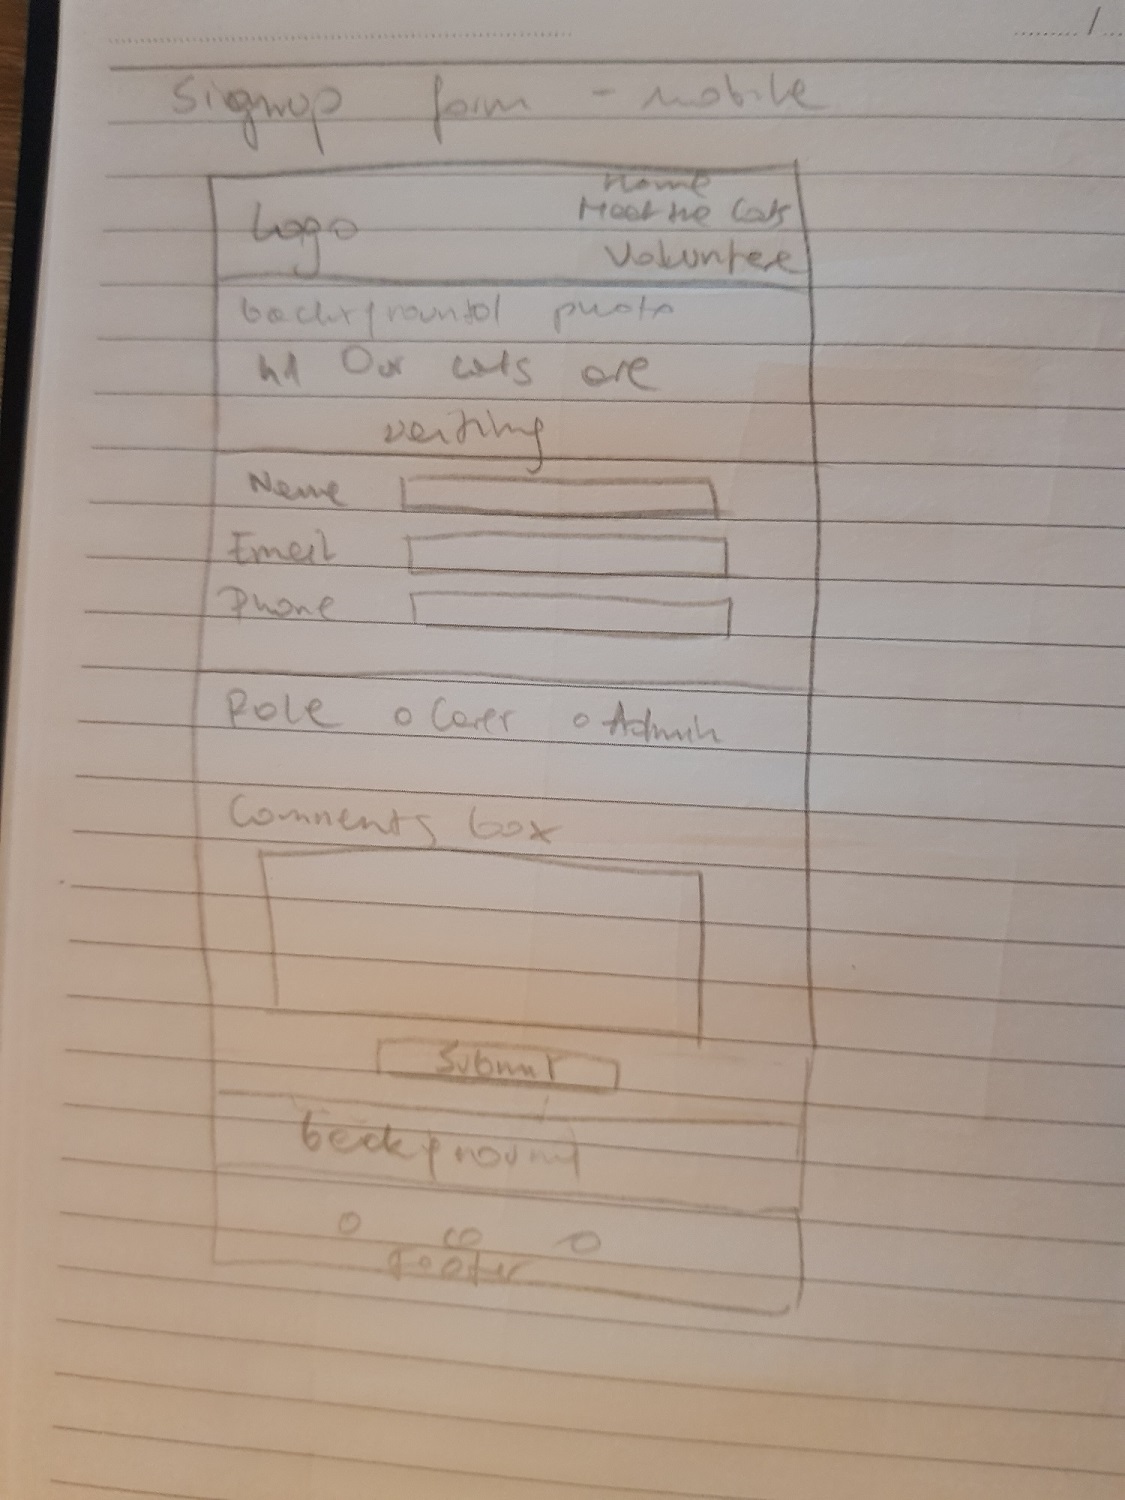 Signup form - mobile
Home
Meet the Cats
Logo
Volunteer
background photo
h1 Our cats are
waiting
Name
Email
Phone
Role o Carer o Admin
Comments box
Submit
background
Footer